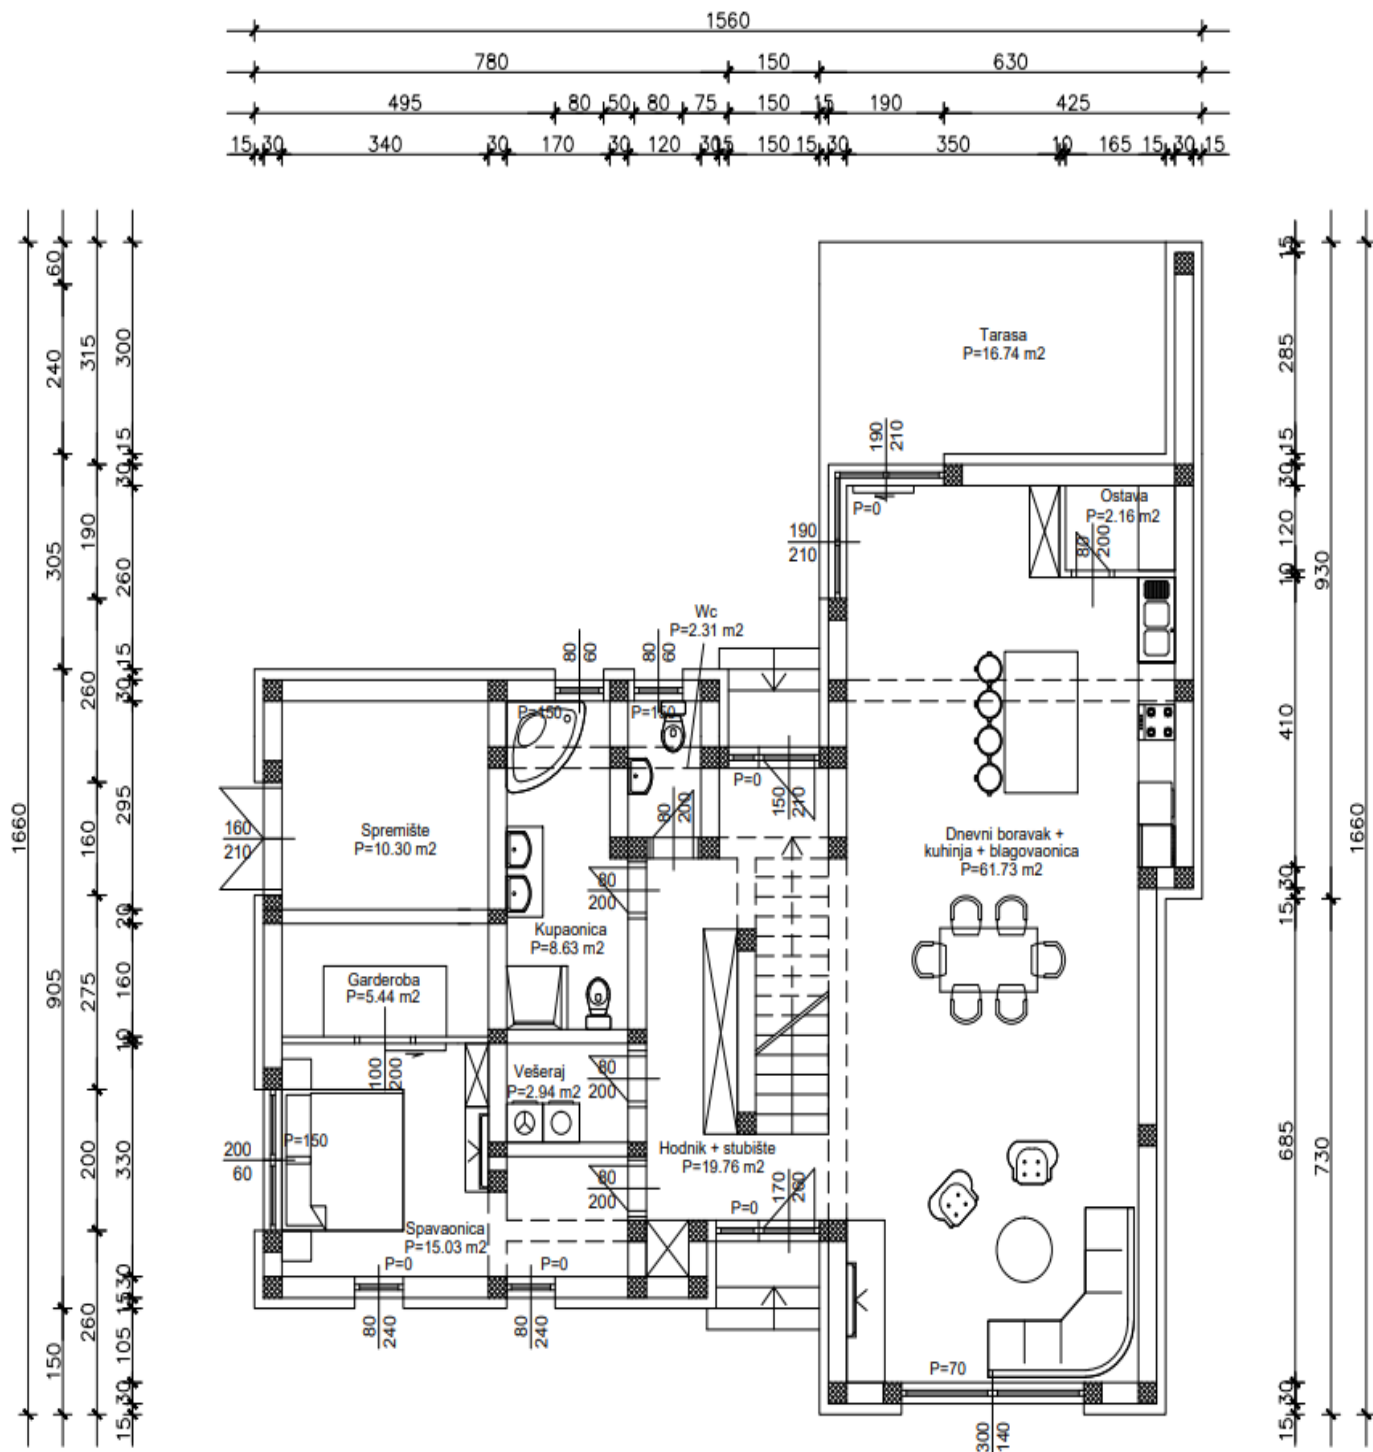 1560
780 150 630
495 80 50 80 75 150 15 190 425
15 30 340 30 170 30 120 30 15 150 15 30 350 10 165 15 30 15
1660
60 240 305 905 150
315 190 260 160 275 200 260
300 15 30 260 15 30 295 20 160 10 330 30 15 105 30 15
15 285 15 30 120 10 410 30 15 685 30 15
930 730
1660
Tarasa
P=16.74 m2
190
210
P=0
Ostava
P=2.16 m2
80
200
190
210
Wc
P=2.31 m2
80
60
80
60
P=150
P=150
P=0
150
210
80
200
160
210
Spremište
P=10.30 m2
Dnevni boravak +
kuhinja + blagovaonica
P=61.73 m2
80
200
Kupaonica
P=8.63 m2
Garderoba
P=5.44 m2
100
200
Vešeraj
P=2.94 m2
80
200
P=150
200
60
Hodnik + stubište
P=19.76 m2
80
200
170
260
P=0
Spavaonica
P=15.03 m2
P=0
P=0
80
240
80
240
P=70
300
140